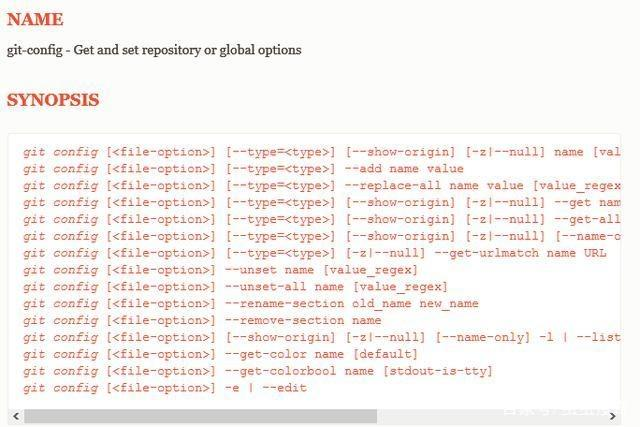 NAME
git-config - Get and set repository or global options
SYNOPSIS
git config [<file-option>] [--type=<type>] [--show-origin] [-z|--null] name [val
git config [<file-option>] [--type=<type>] --add name value
git config [<file-option>] [--type=<type>] --replace-all name value [value_regex
git config [<file-option>] [--type=<type>] [--show-origin] [-z|--null] --get nam
git config [<file-option>] [--type=<type>] [--show-origin] [-z|--null] --get-all
git config [<file-option>] [--type=<type>] [--show-origin] [-z|--null] [--name-o
git config [<file-option>] [--type=<type>] [-z|--null] --get-urlmatch name URL
git config [<file-option>] --unset name [value_regex]
git config [<file-option>] --unset-all name [value_regex]
git config [<file-option>] --rename-section old_name new_name
git config [<file-option>] --remove-section name
git config [<file-option>] [--show-origin] [-z|--null] [--name-only] -l | --list
git config [<file-option>] --get-color name [default]
git config [<file-option>] --get-colorbool name [stdout-is-tty]
git config [<file-option>] -e | --edit